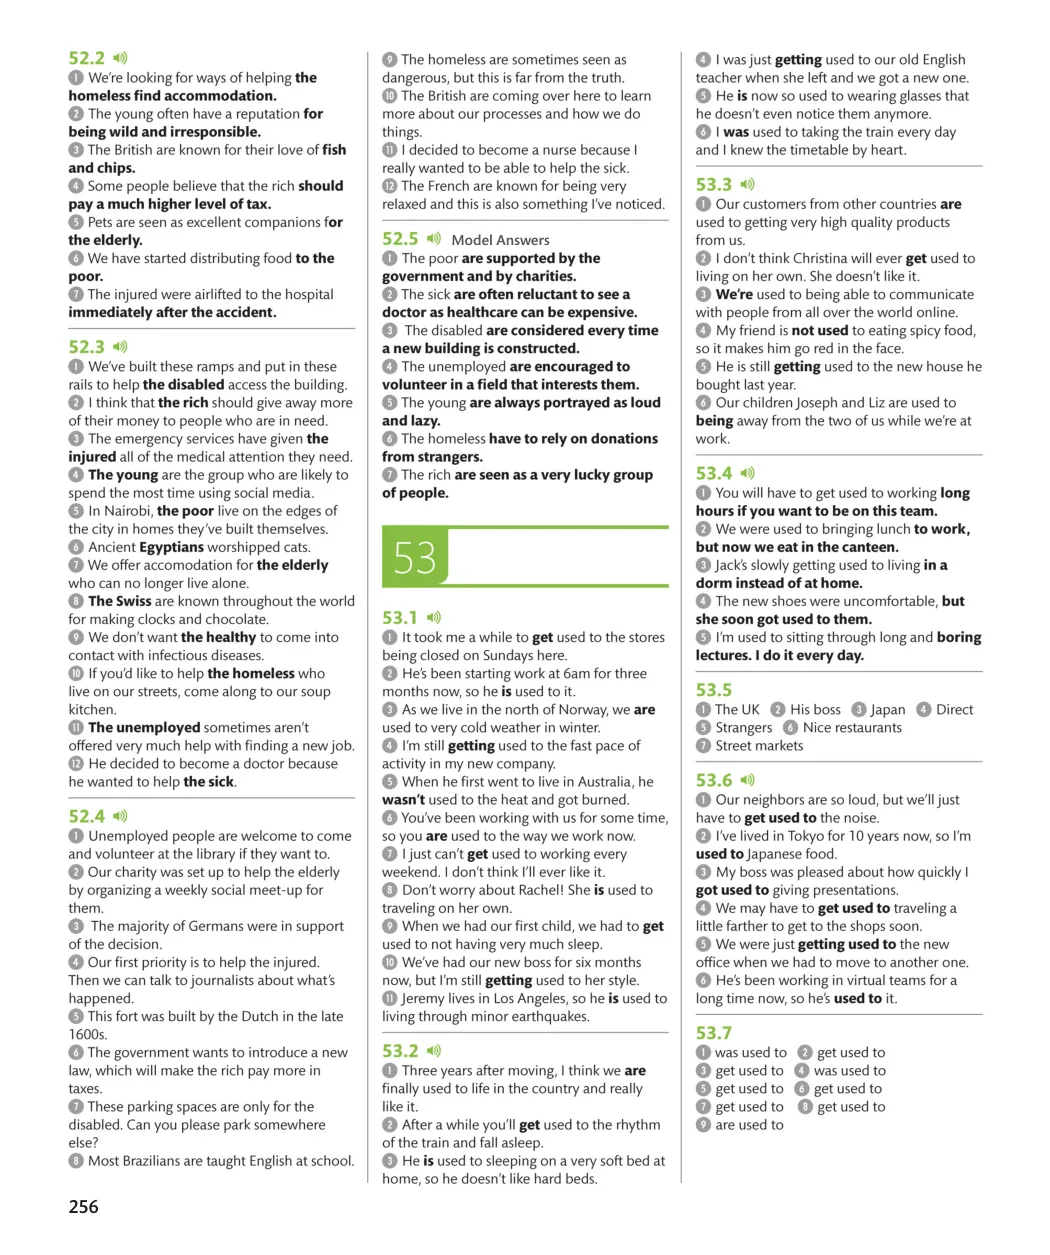 52.2
1 We're looking for ways of helping the
homeless find accommodation.
2 The young often have a reputation for
being wild and irresponsible.
3 The British are known for their love of fish
and chips.
4 Some people believe that the rich should
pay a much higher level of tax.
5 Pets are seen as excellent companions for
the elderly.
6 We have started distributing food to the
poor.
7 The injured were airlifted to the hospital
immediately after the accident.
52.3
1 We've built these ramps and put in these
rails to help the disabled access the building.
2 I think that the rich should give away more
of their money to people who are in need.
3 The emergency services have given the
injured all of the medical attention they need.
4 The young are the group who are likely to
spend the most time using social media.
5 In Nairobi, the poor live on the edges of
the city in homes they've built themselves.
6 Ancient Egyptians worshipped cats.
7 We offer accomodation for the elderly
who can no longer live alone.
8 The Swiss are known throughout the world
for making clocks and chocolate.
9 We don't want the healthy to come into
contact with infectious diseases.
10 If you'd like to help the homeless who
live on our streets, come along to our soup
kitchen.
11 The unemployed sometimes aren't
offered very much help with finding a new job.
12 He decided to become a doctor because
he wanted to help the sick.
52.4
1 Unemployed people are welcome to come
and volunteer at the library if they want to.
2 Our charity was set up to help the elderly
by organizing a weekly social meet-up for
them.
3 The majority of Germans were in support
of the decision.
4 Our first priority is to help the injured.
Then we can talk to journalists about what's
happened.
5 This fort was built by the Dutch in the late
1600s.
6 The government wants to introduce a new
law, which will make the rich pay more in
taxes.
7 These parking spaces are only for the
disabled. Can you please park somewhere
else?
8 Most Brazilians are taught English at school.
9 The homeless are sometimes seen as
dangerous, but this is far from the truth.
10 The British are coming over here to learn
more about our processes and how we do
things.
11 I decided to become a nurse because I
really wanted to be able to help the sick.
12 The French are known for being very
relaxed and this is also something I've noticed.
52.5 Model Answers
1 The poor are supported by the
government and by charities.
2 The sick are often reluctant to see a
doctor as healthcare can be expensive.
3 The disabled are considered every time
a new building is constructed.
4 The unemployed are encouraged to
volunteer in a field that interests them.
5 The young are always portrayed as loud
and lazy.
6 The homeless have to rely on donations
from strangers.
7 The rich are seen as a very lucky group
of people.
53
53.1
1 It took me a while to get used to the stores
being closed on Sundays here.
2 He's been starting work at 6am for three
months now, so he is used to it.
3 As we live in the north of Norway, we are
used to very cold weather in winter.
4 I'm still getting used to the fast pace of
activity in my new company.
5 When he first went to live in Australia, he
wasn't used to the heat and got burned.
6 You've been working with us for some time,
so you are used to the way we work now.
7 I just can't get used to working every
weekend. I don't think I'll ever like it.
8 Don't worry about Rachel! She is used to
traveling on her own.
9 When we had our first child, we had to get
used to not having very much sleep.
10 We've had our new boss for six months
now, but I'm still getting used to her style.
11 Jeremy lives in Los Angeles, so he is used to
living through minor earthquakes.
53.2
1 Three years after moving, I think we are
finally used to life in the country and really
like it.
2 After a while you'll get used to the rhythm
of the train and fall asleep.
3 He is used to sleeping on a very soft bed at
home, so he doesn't like hard beds.
4 I was just getting used to our old English
teacher when she left and we got a new one.
5 He is now so used to wearing glasses that
he doesn't even notice them anymore.
6 I was used to taking the train every day
and I knew the timetable by heart.
53.3
1 Our customers from other countries are
used to getting very high quality products
from us.
2 I don't think Christina will ever get used to
living on her own. She doesn't like it.
3 We're used to being able to communicate
with people from all over the world online.
4 My friend is not used to eating spicy food,
so it makes him go red in the face.
5 He is still getting used to the new house he
bought last year.
6 Our children Joseph and Liz are used to
being away from the two of us while we're at
work.
53.4
1 You will have to get used to working long
hours if you want to be on this team.
2 We were used to bringing lunch to work,
but now we eat in the canteen.
3 Jack's slowly getting used to living in a
dorm instead of at home.
4 The new shoes were uncomfortable, but
she soon got used to them.
5 I'm used to sitting through long and boring
lectures. I do it every day.
53.5
1 The UK 2 His boss 3 Japan 4 Direct
5 Strangers 6 Nice restaurants
7 Street markets
53.6
1 Our neighbors are so loud, but we'll just
have to get used to the noise.
2 I've lived in Tokyo for 10 years now, so I'm
used to Japanese food.
3 My boss was pleased about how quickly I
got used to giving presentations.
4 We may have to get used to traveling a
little farther to get to the shops soon.
5 We were just getting used to the new
office when we had to move to another one.
6 He's been working in virtual teams for a
long time now, so he's used to it.
53.7
1 was used to 2 get used to
3 get used to 4 was used to
5 get used to 6 get used to
7 get used to 8 get used to
9 are used to
256